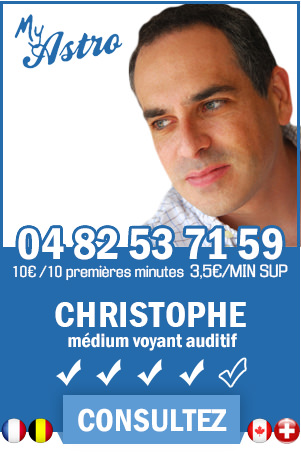 My
Astro
04 82 53 71 59
10€ /10 premières minutes 3,5€/MIN SUP
CHRISTOPHE
médium voyant auditif
CONSULTEZ